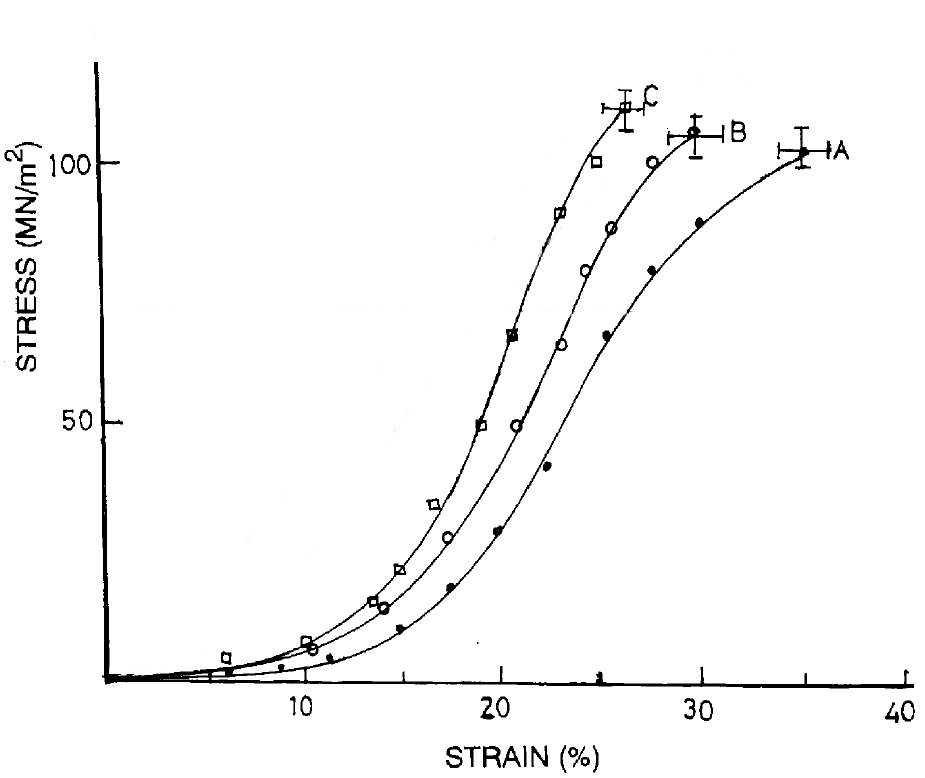 C
B
A
100
50
STRESS (MN/m²)
10 20 30 40
STRAIN (%)